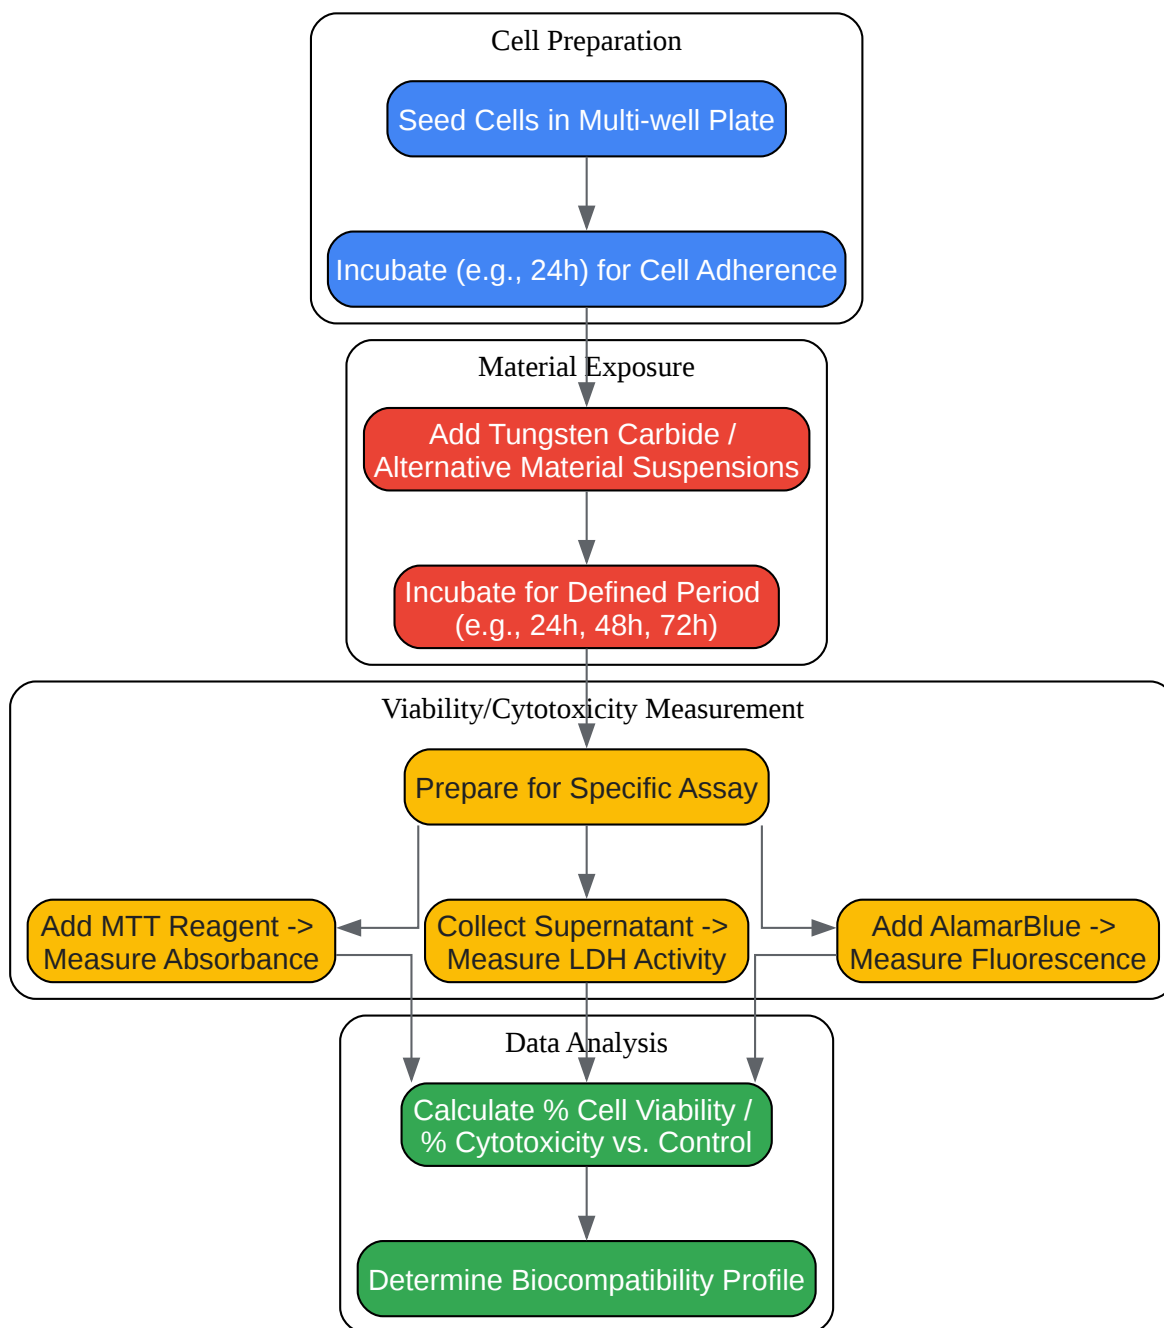 Cell Preparation
Seed Cells in Multi-well Plate
Incubate (e.g., 24h) for Cell Adherence
Material Exposure
Add Tungsten Carbide /
Alternative Material Suspensions
Incubate for Defined Period
(e.g., 24h, 48h, 72h)
Viability/Cytotoxicity Measurement
Prepare for Specific Assay
Add MTT Reagent ->
Measure Absorbance
Collect Supernatant ->
Measure LDH Activity
Add AlamarBlue ->
Measure Fluorescence
Data Analysis
Calculate % Cell Viability /
% Cytotoxicity vs. Control
Determine Biocompatibility Profile